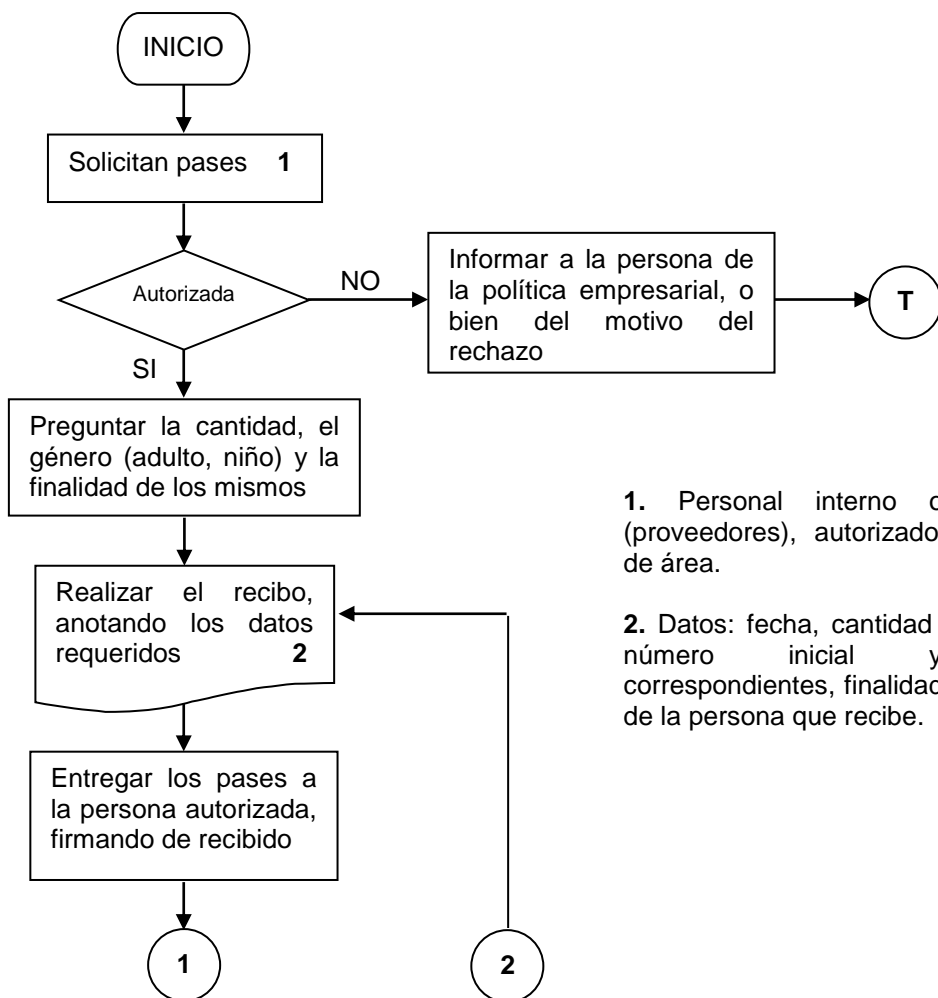 INICIO
Solicitan pases 1
Autorizada
NO
Informar a la persona de
la política empresarial, o
bien del motivo del
rechazo
T
SI
Preguntar la cantidad, el
género (adulto, niño) y la
finalidad de los mismos
Realizar el recibo,
anotando los datos
requeridos 2
Entregar los pases a
la persona autorizada,
firmando de recibido
1
2
1. Personal interno
(proveedores), autorizado
de área.
2. Datos: fecha, cantidad
número inicial y
correspondientes, finalidad
de la persona que recibe.